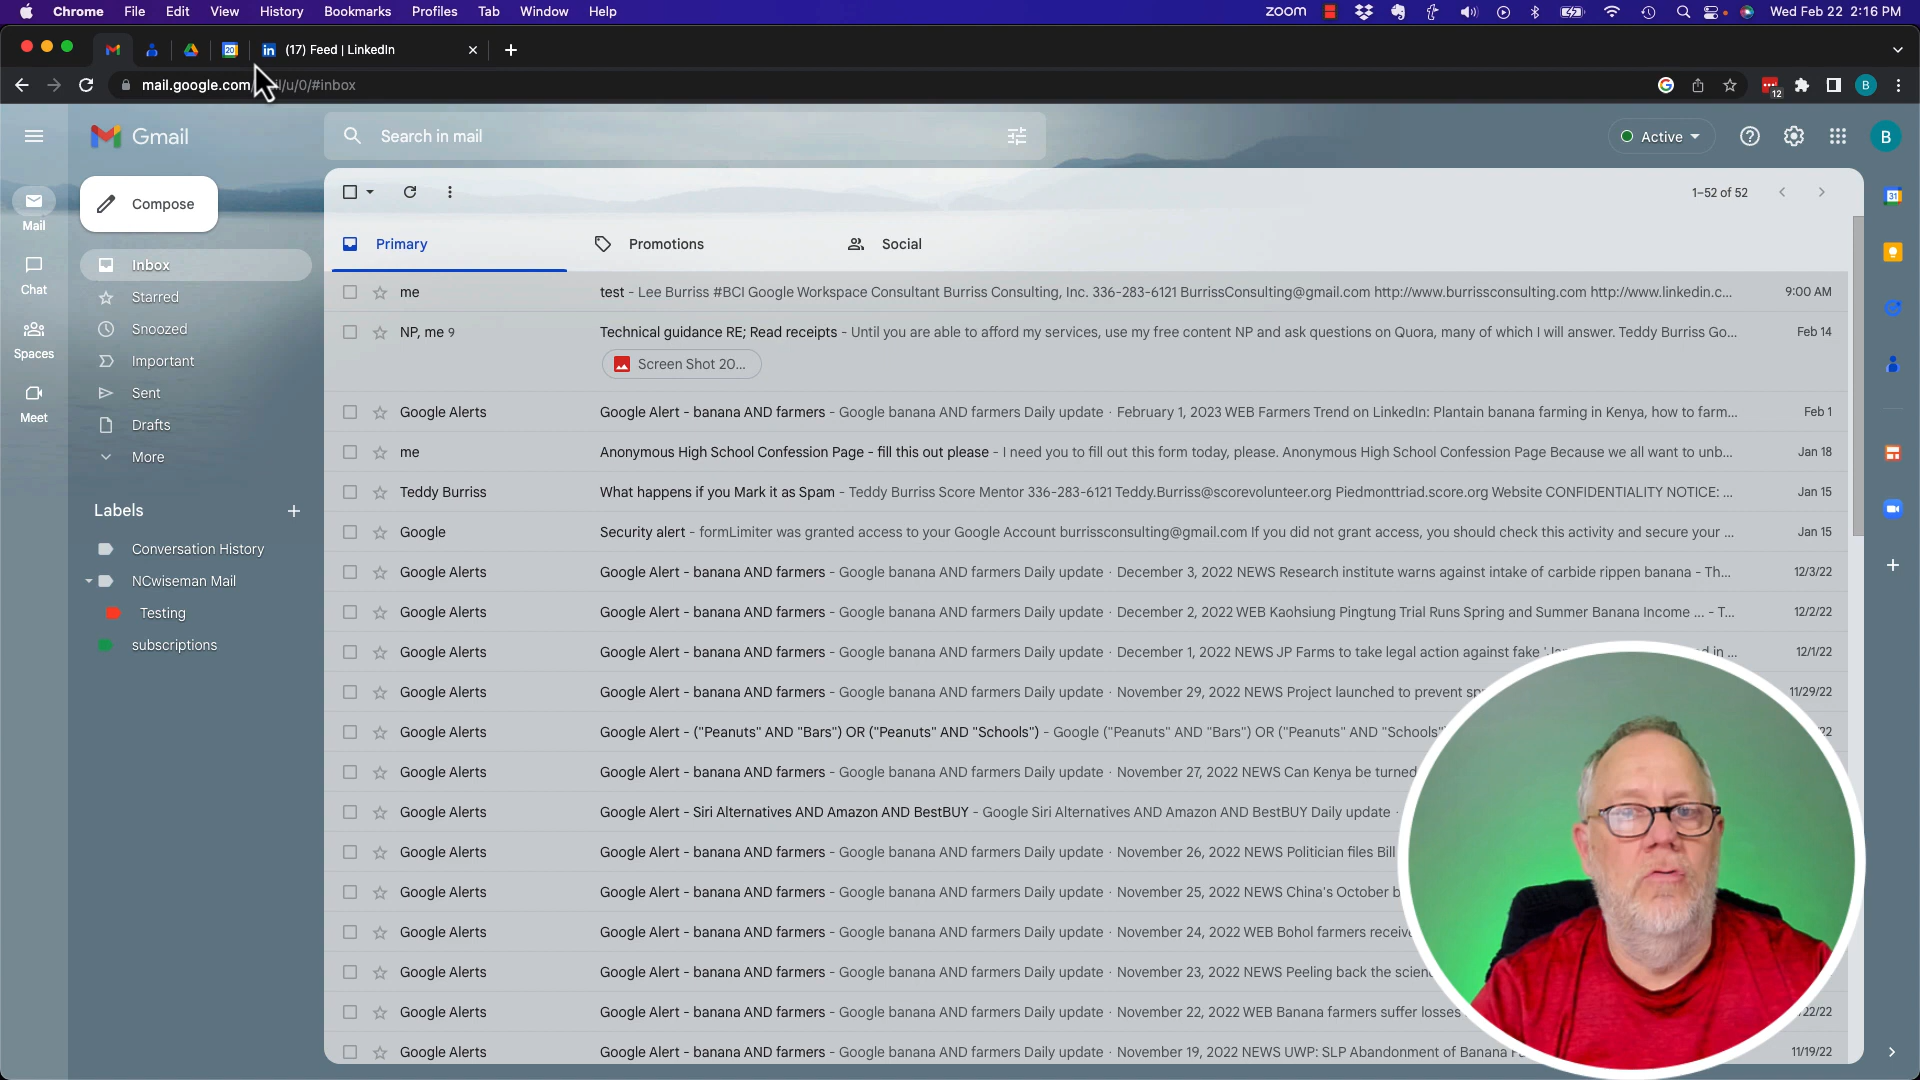 Chrome File Edit View History Bookmarks Profiles Tab Window Help zoom Wed Feb 22 2:16 PM
20 in (17) Feed | LinkedIn
mail.google.com /u/0/#inbox 12 B
Gmail Search in mail Active B
Compose 1–52 of 52
Mail
Chat
Spaces
Meet
Inbox
Starred
Snoozed
Important
Sent
Drafts
More
Labels
Conversation History
NCwiseman Mail
Testing
subscriptions
Primary Promotions Social
31
me test - Lee Burriss #BCI Google Workspace Consultant Burriss Consulting, Inc. 336-283-6121 BurrissConsulting@gmail.com http://www.burrissconsulting.com http://www.linkedin.c... 9:00 AM
NP, me 9 Technical guidance RE; Read receipts - Until you are able to afford my services, use my free content NP and ask questions on Quora, many of which I will answer. Teddy Burriss Go... Feb 14
Screen Shot 20...
Google Alerts Google Alert - banana AND farmers - Google banana AND farmers Daily update · February 1, 2023 WEB Farmers Trend on LinkedIn: Plantain banana farming in Kenya, how to farm... Feb 1
me Anonymous High School Confession Page - fill this out please - I need you to fill out this form today, please. Anonymous High School Confession Page Because we all want to unb... Jan 18
Teddy Burriss What happens if you Mark it as Spam - Teddy Burriss Score Mentor 336-283-6121 Teddy.Burriss@scorevolunteer.org Piedmonttriad.score.org Website CONFIDENTIALITY NOTICE: ... Jan 15
Google Security alert - formLimiter was granted access to your Google Account burrissconsulting@gmail.com If you did not grant access, you should check this activity and secure your ... Jan 15
Google Alerts Google Alert - banana AND farmers - Google banana AND farmers Daily update · December 3, 2022 NEWS Research institute warns against intake of carbide rippen banana - Th... 12/3/22
Google Alerts Google Alert - banana AND farmers - Google banana AND farmers Daily update · December 2, 2022 WEB Kaohsiung Pingtung Trial Runs Spring and Summer Banana Income ... - T... 12/2/22
Google Alerts Google Alert - banana AND farmers - Google banana AND farmers Daily update · December 1, 2022 NEWS JP Farms to take legal action against fake in ... 12/1/22
Google Alerts Google Alert - banana AND farmers - Google banana AND farmers Daily update · November 29, 2022 NEWS Project launched to prevent 11/29/22
Google Alerts Google Alert - ("Peanuts" AND "Bars") OR ("Peanuts" AND "Schools") - Google ("Peanuts" AND "Bars") OR ("Peanuts" AND "Schools" 22
Google Alerts Google Alert - banana AND farmers - Google banana AND farmers Daily update · November 27, 2022 NEWS Can Kenya be turned
Google Alerts Google Alert - Siri Alternatives AND Amazon AND BestBUY - Google Siri Alternatives AND Amazon AND BestBUY Daily update ·
Google Alerts Google Alert - banana AND farmers - Google banana AND farmers Daily update · November 26, 2022 NEWS Politician files Bill
Google Alerts Google Alert - banana AND farmers - Google banana AND farmers Daily update · November 25, 2022 NEWS China's October
Google Alerts Google Alert - banana AND farmers - Google banana AND farmers Daily update · November 24, 2022 WEB Bohol farmers
Google Alerts Google Alert - banana AND farmers - Google banana AND farmers Daily update · November 23, 2022 NEWS Peeling back the
Google Alerts Google Alert - banana AND farmers - Google banana AND farmers Daily update · November 22, 2022 WEB Banana farmers suffer losses 22/22
Google Alerts Google Alert - banana AND farmers - Google banana AND farmers Daily update · November 19, 2022 NEWS UWP: SLP Abandonment of Banana 11/19/22